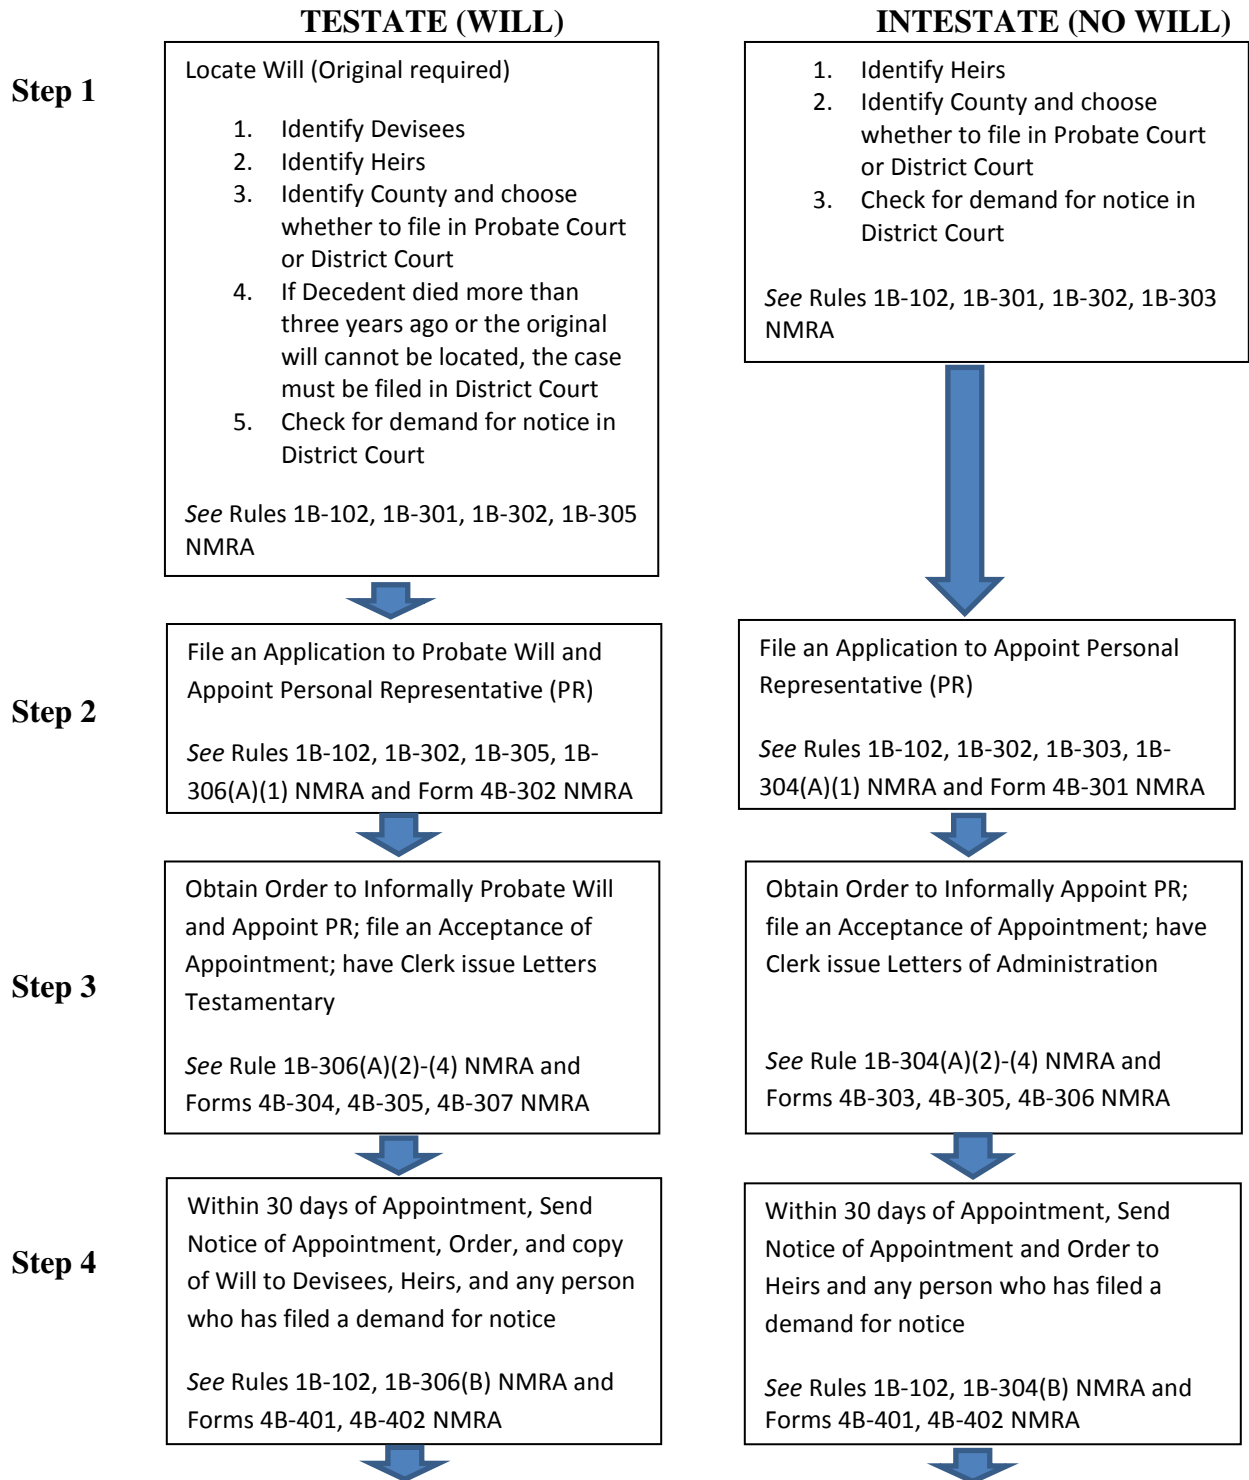 TESTATE (WILL)
INTESTATE (NO WILL)
Step 1
Locate Will (Original required)
1. Identify Devisees
2. Identify Heirs
3. Identify County and choose
whether to file in Probate Court
or District Court
4. If Decedent died more than
three years ago or the original
will cannot be located, the case
must be filed in District Court
5. Check for demand for notice in
District Court
See Rules 1B-102, 1B-301, 1B-302, 1B-305
NMRA
1. Identify Heirs
2. Identify County and choose
whether to file in Probate Court
or District Court
3. Check for demand for notice in
District Court
See Rules 1B-102, 1B-301, 1B-302, 1B-303
NMRA
Step 2
File an Application to Probate Will and
Appoint Personal Representative (PR)
See Rules 1B-102, 1B-302, 1B-305, 1B-
306(A)(1) NMRA and Form 4B-302 NMRA
File an Application to Appoint Personal
Representative (PR)
See Rules 1B-102, 1B-302, 1B-303, 1B-
304(A)(1) NMRA and Form 4B-301 NMRA
Step 3
Obtain Order to Informally Probate Will
and Appoint PR; file an Acceptance of
Appointment; have Clerk issue Letters
Testamentary
See Rule 1B-306(A)(2)-(4) NMRA and
Forms 4B-304, 4B-305, 4B-307 NMRA
Obtain Order to Informally Appoint PR;
file an Acceptance of Appointment; have
Clerk issue Letters of Administration
See Rule 1B-304(A)(2)-(4) NMRA and
Forms 4B-303, 4B-305, 4B-306 NMRA
Step 4
Within 30 days of Appointment, Send
Notice of Appointment, Order, and copy
of Will to Devisees, Heirs, and any person
who has filed a demand for notice
See Rules 1B-102, 1B-306(B) NMRA and
Forms 4B-401, 4B-402 NMRA
Within 30 days of Appointment, Send
Notice of Appointment and Order to
Heirs and any person who has filed a
demand for notice
See Rules 1B-102, 1B-304(B) NMRA and
Forms 4B-401, 4B-402 NMRA